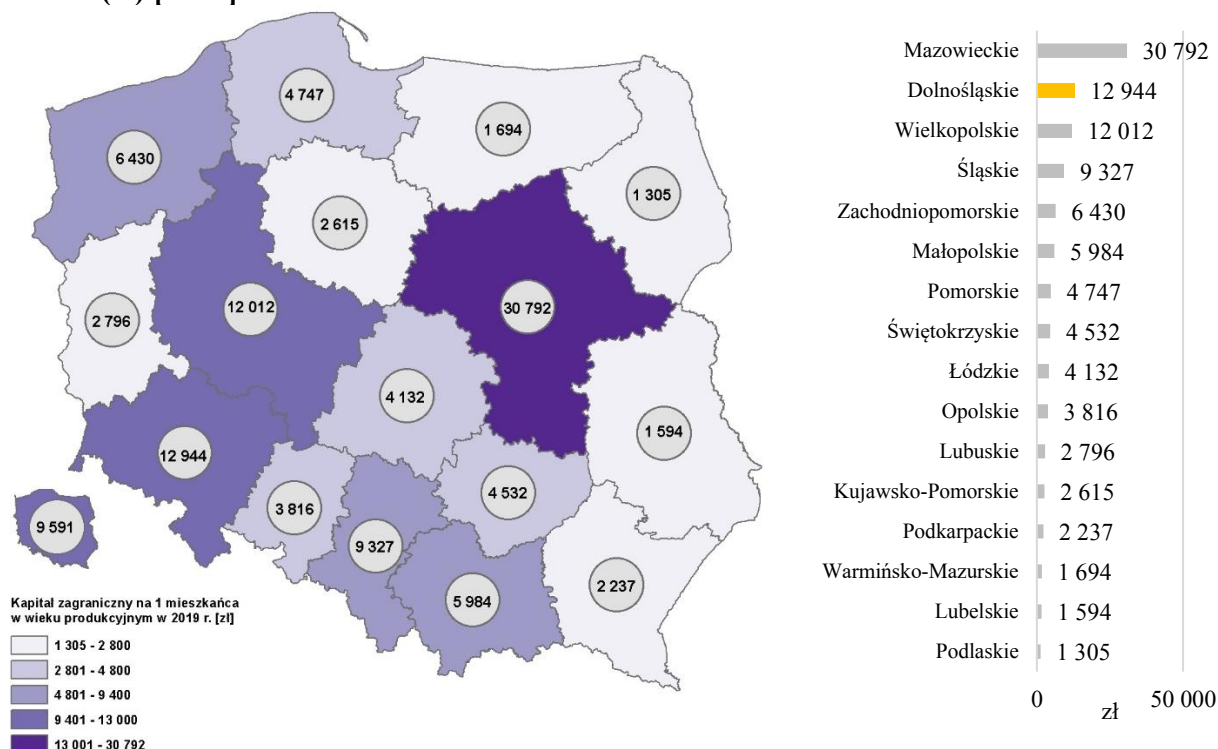 4 747
1 694
6 430
1 305
2 615
12 012
30 792
2 796
4 132
1 594
12 944
4 532
3 816
9 591
9 327
2 237
5 984
Kapitał zagraniczny na 1 mieszkańca
w wieku produkcyjnym w 2019 r. [zł]
1 305 - 2 800
2 801 - 4 800
4 801 - 9 400
9 401 - 13 000
13 001 - 30 792
Mazowieckie 30 792
Dolnośląskie 12 944
Wielkopolskie 12 012
Śląskie 9 327
Zachodniopomorskie 6 430
Małopolskie 5 984
Pomorskie 4 747
Świętokrzyskie 4 532
Łódzkie 4 132
Opolskie 3 816
Lubuskie 2 796
Kujawsko-Pomorskie 2 615
Podkarpackie 2 237
Warmińsko-Mazurskie 1 694
Lubelskie 1 594
Podlaskie 1 305
0 50 000
zł